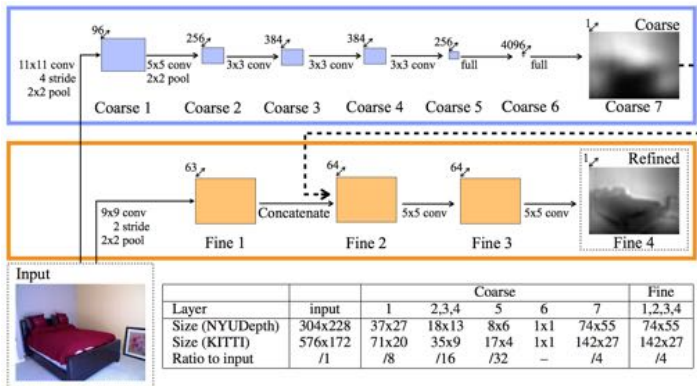 96 256 384 384 256 4096 1 Coarse
11x11 conv
4 stride
2x2 pool
5x5 conv
2x2 pool
3x3 conv
3x3 conv
3x3 conv
full
full
Coarse 1 Coarse 2 Coarse 3 Coarse 4 Coarse 5 Coarse 6 Coarse 7
63 64 64 1 Refined
9x9 conv
2 stride
2x2 pool
Concatenate
5x5 conv
5x5 conv
Fine 1 Fine 2 Fine 3 Fine 4
Input
Coarse Fine
Layer input 1 2,3,4 5 6 7 1,2,3,4
Size (NYUDepth) 304x228 37x27 18x13 8x6 1x1 74x55 74x55
Size (KITTI) 576x172 71x20 35x9 17x4 1x1 142x27 142x27
Ratio to input /1 /8 /16 /32 – /4 /4